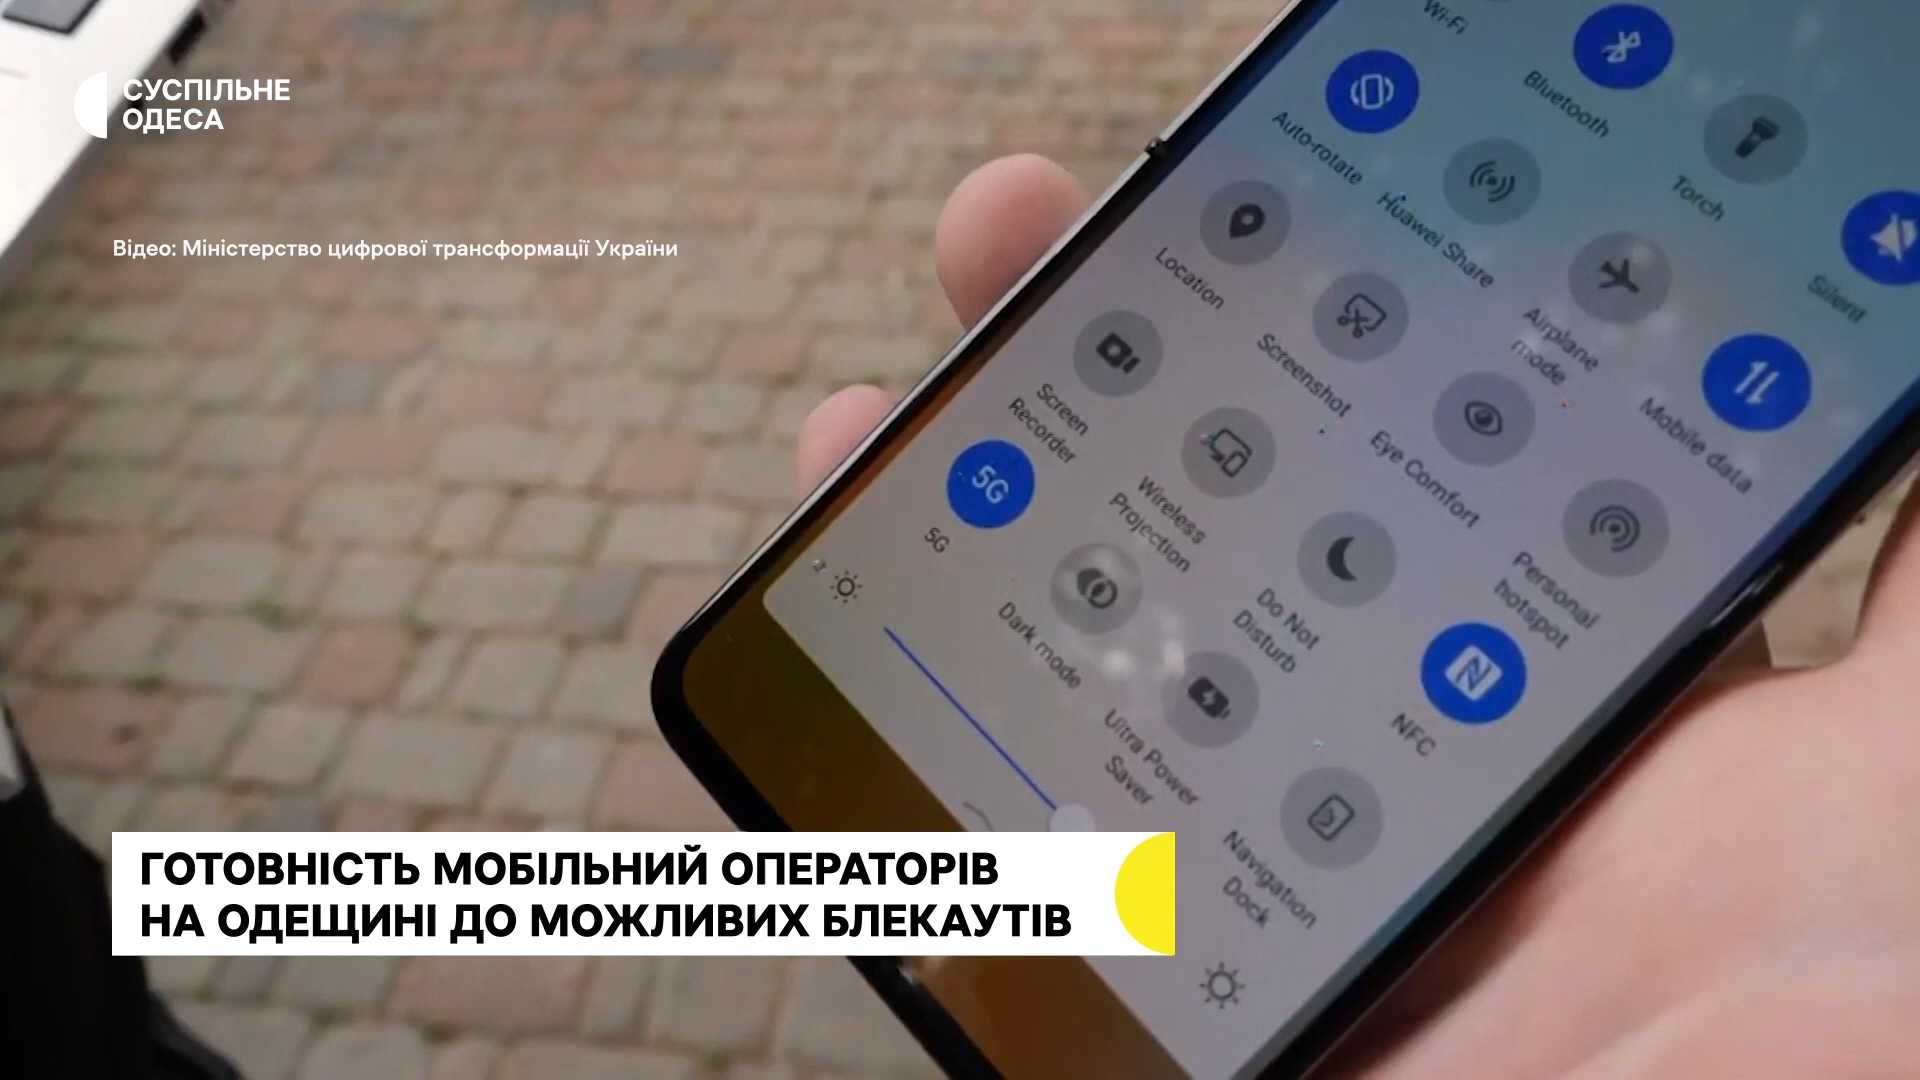 СУСПІЛЬНЕ
ОДЕСА
Відео: Міністерство цифрової трансформації України
Wi-Fi
Bluetooth
Torch
Silent
Auto-rotate
Huawei Share
Airplane
mode
Mobile data
Location
Screenshot
Eye Comfort
Personal
hotspot
Screen
Recorder
Wireless
Projection
Do Not
Disturb
NFC
5G
5G
Dark mode
Ultra Power
Saver
Navigation
Dock
ГОТОВНІСТЬ МОБІЛЬНИЙ ОПЕРАТОРІВ
НА ОДЕЩИНІ ДО МОЖЛИВИХ БЛЕКАУТІВ